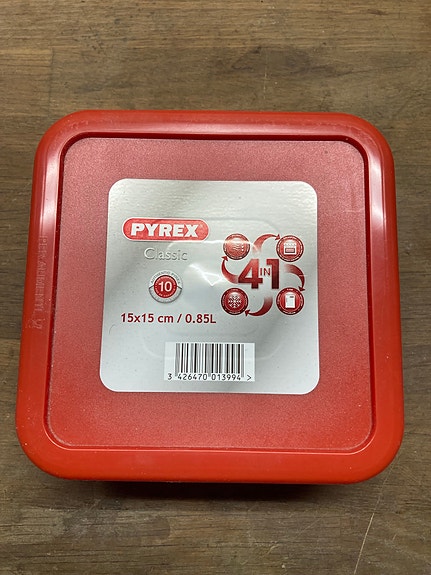 PYREX
Classic
10
4 IN 1
15x15 cm / 0.85L
3 426470 013994 >